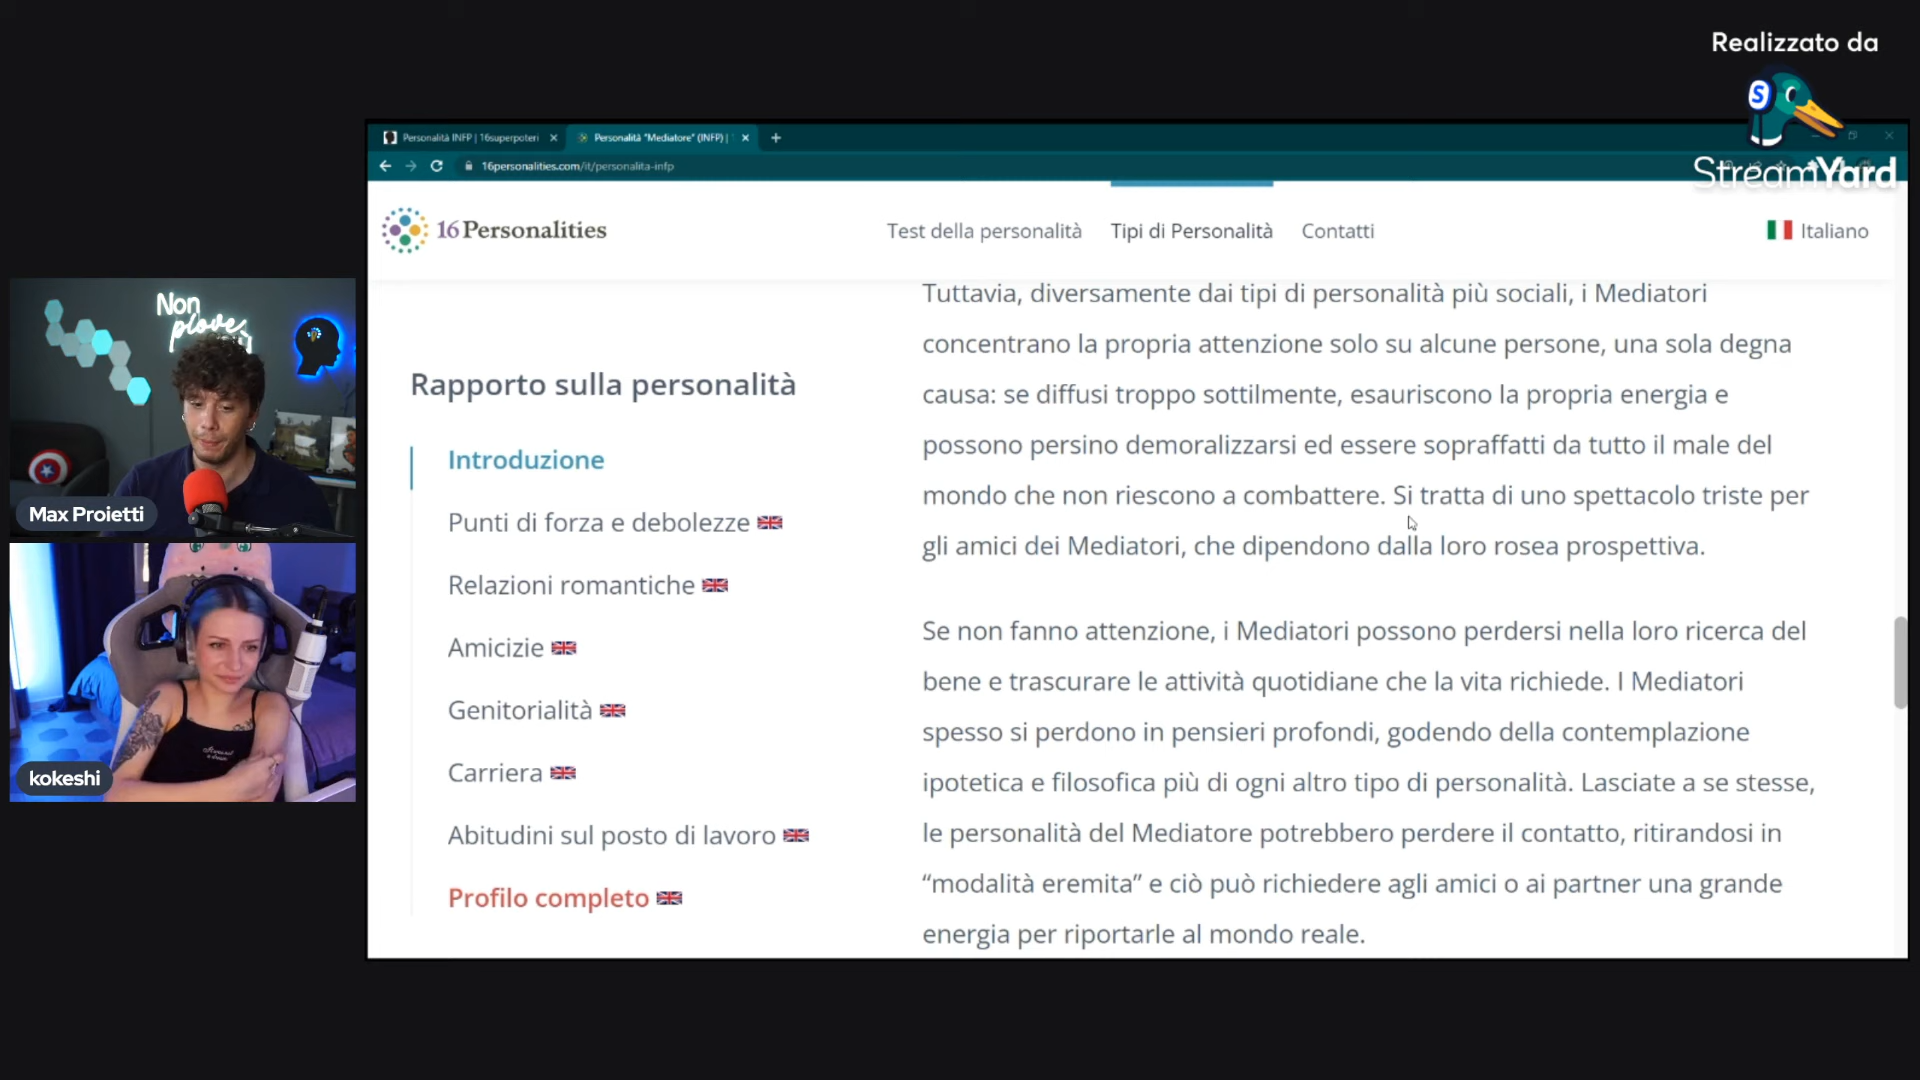 Realizzato da
S
StreamYard
Personalità INFP | 16superpoteri
Personalità "Mediatore" (INFP) |
16personalities.com/it/personalita-infp
16Personalities
Test della personalità
Tipi di Personalità
Contatti
Italiano
Rapporto sulla personalità
Introduzione
Punti di forza e debolezze
Relazioni romantiche
Amicizie
Genitorialità
Carriera
Abitudini sul posto di lavoro
Profilo completo
Tuttavia, diversamente dai tipi di personalità più sociali, i Mediatori
concentrano la propria attenzione solo su alcune persone, una sola degna
causa: se diffusi troppo sottilmente, esauriscono la propria energia e
possono persino demoralizzarsi ed essere sopraffatti da tutto il male del
mondo che non riescono a combattere. Si tratta di uno spettacolo triste per
gli amici dei Mediatori, che dipendono dalla loro rosea prospettiva.
Se non fanno attenzione, i Mediatori possono perdersi nella loro ricerca del
bene e trascurare le attività quotidiane che la vita richiede. I Mediatori
spesso si perdono in pensieri profondi, godendo della contemplazione
ipotetica e filosofica più di ogni altro tipo di personalità. Lasciate a se stesse,
le personalità del Mediatore potrebbero perdere il contatto, ritirandosi in
“modalità eremita” e ciò può richiedere agli amici o ai partner una grande
energia per riportarle al mondo reale.
Non
piove
Max Proietti
kokeshi